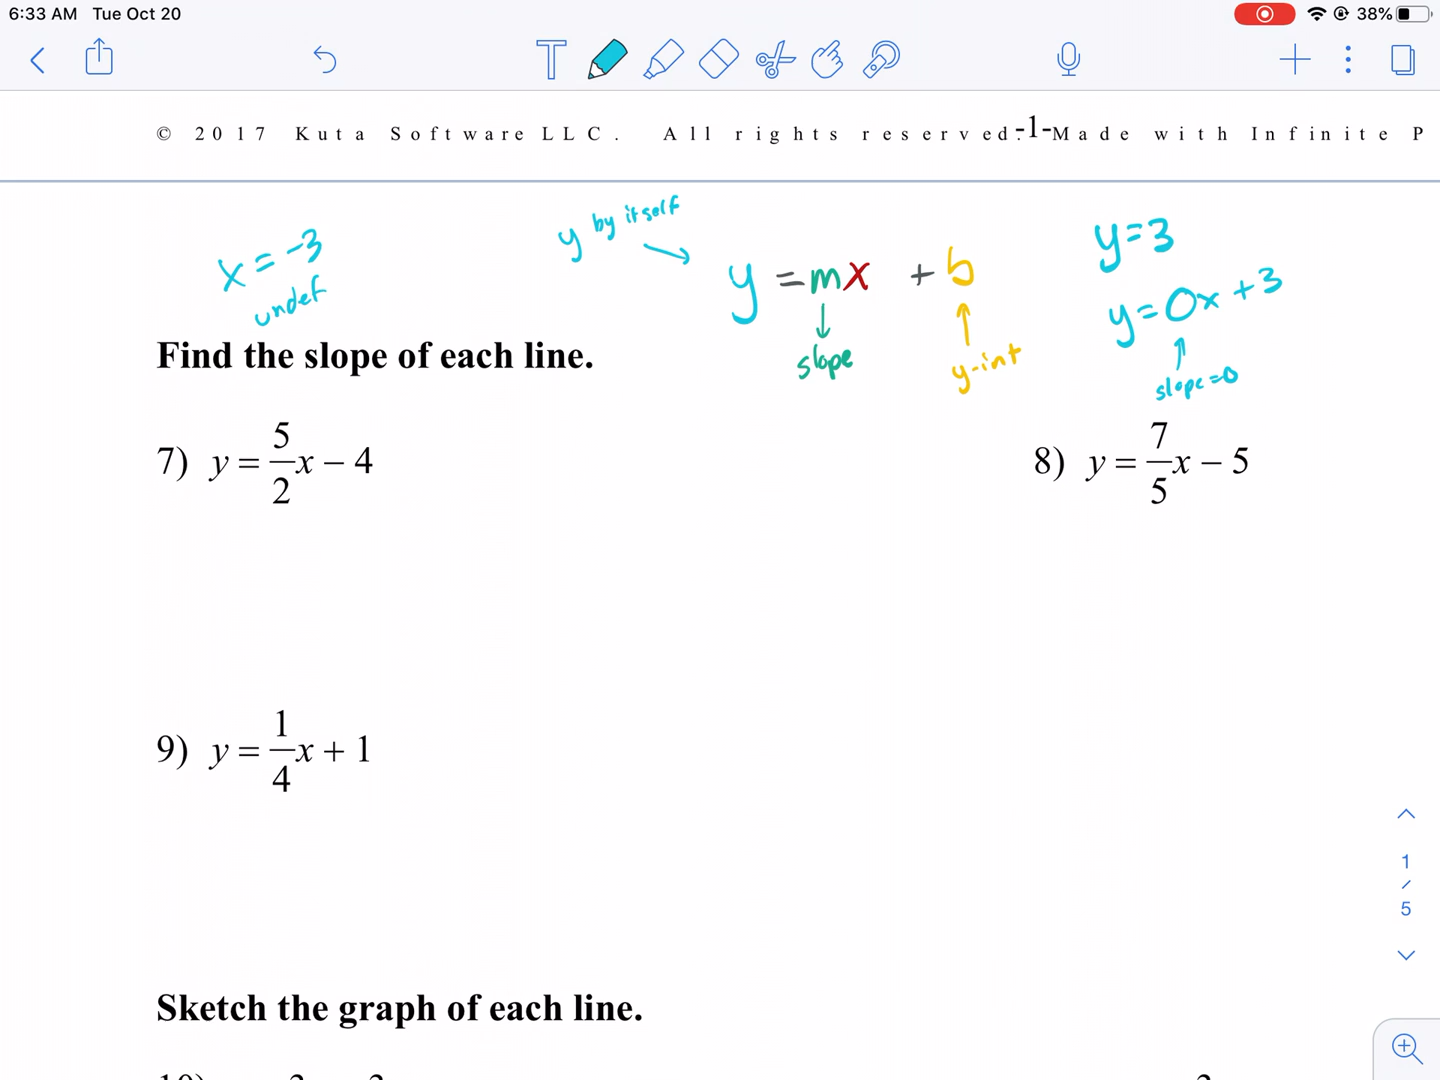 6:33 AM Tue Oct 20
38%
© 2017 Kuta Software LLC. All rights reserved. -1- Made with Infinite P
x = -3
undef
y by itself
y = mx + b
slope
y-int
y=3
y=0x+3
slope=0
Find the slope of each line.
7) y = 5/2 x − 4
8) y = 7/5 x − 5
9) y = 1/4 x + 1
1
/
5
Sketch the graph of each line.